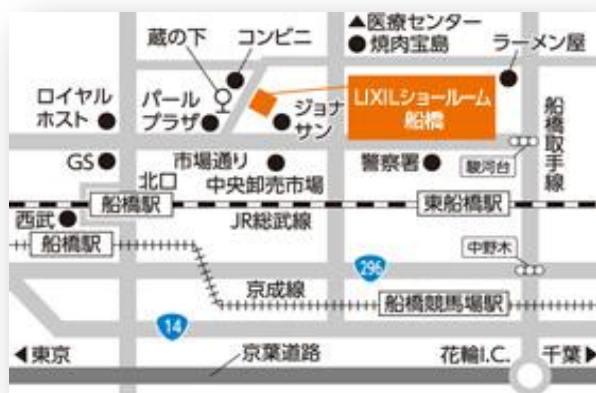 ▲医療センター
蔵の下
コンビニ
●焼肉宝島
ラーメン屋
LIXILショールーム
船橋
ロイヤル
ホスト
パール
プラザ
ジョナ
サン
船橋取手線
GS
市場通り
中央卸売市場
警察署
駿河台
北口
船橋駅
東船橋駅
西武
JR総武線
船橋駅
中野木
296
京成線
船橋競馬場駅
14
◀東京
京葉道路
花輪I.C.
千葉▶